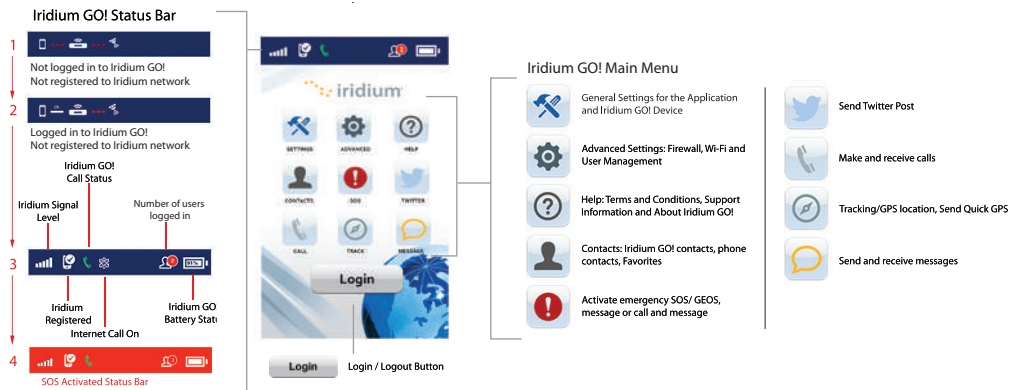 Iridium GO! Status Bar
1
Not logged in to Iridium GO!
Not registered to Iridium network
2
Logged in to Iridium GO!
Not registered to Iridium network
Iridium GO!
Call Status
Iridium Signal
Level
Number of users
logged in
3
Iridium
Registered
Internet Call On
Iridium GO
Battery Stat
4
SOS Activated Status Bar
iridium
SETTINGS
ADVANCED
HELP
CONTACTS
SOS
TWITTER
CALL
TRACK
MESSAGE
Login
Login
Login / Logout Button
Iridium GO! Main Menu
General Settings for the Application
and Iridium GO! Device
Advanced Settings: Firewall, Wi-Fi and
User Management
Help: Terms and Conditions, Support
Information and About Iridium GO!
Contacts: Iridium GO! contacts, phone
contacts, Favorites
Activate emergency SOS/ GEOS,
message or call and message
Send Twitter Post
Make and receive calls
Tracking/GPS location, Send Quick GPS
Send and receive messages